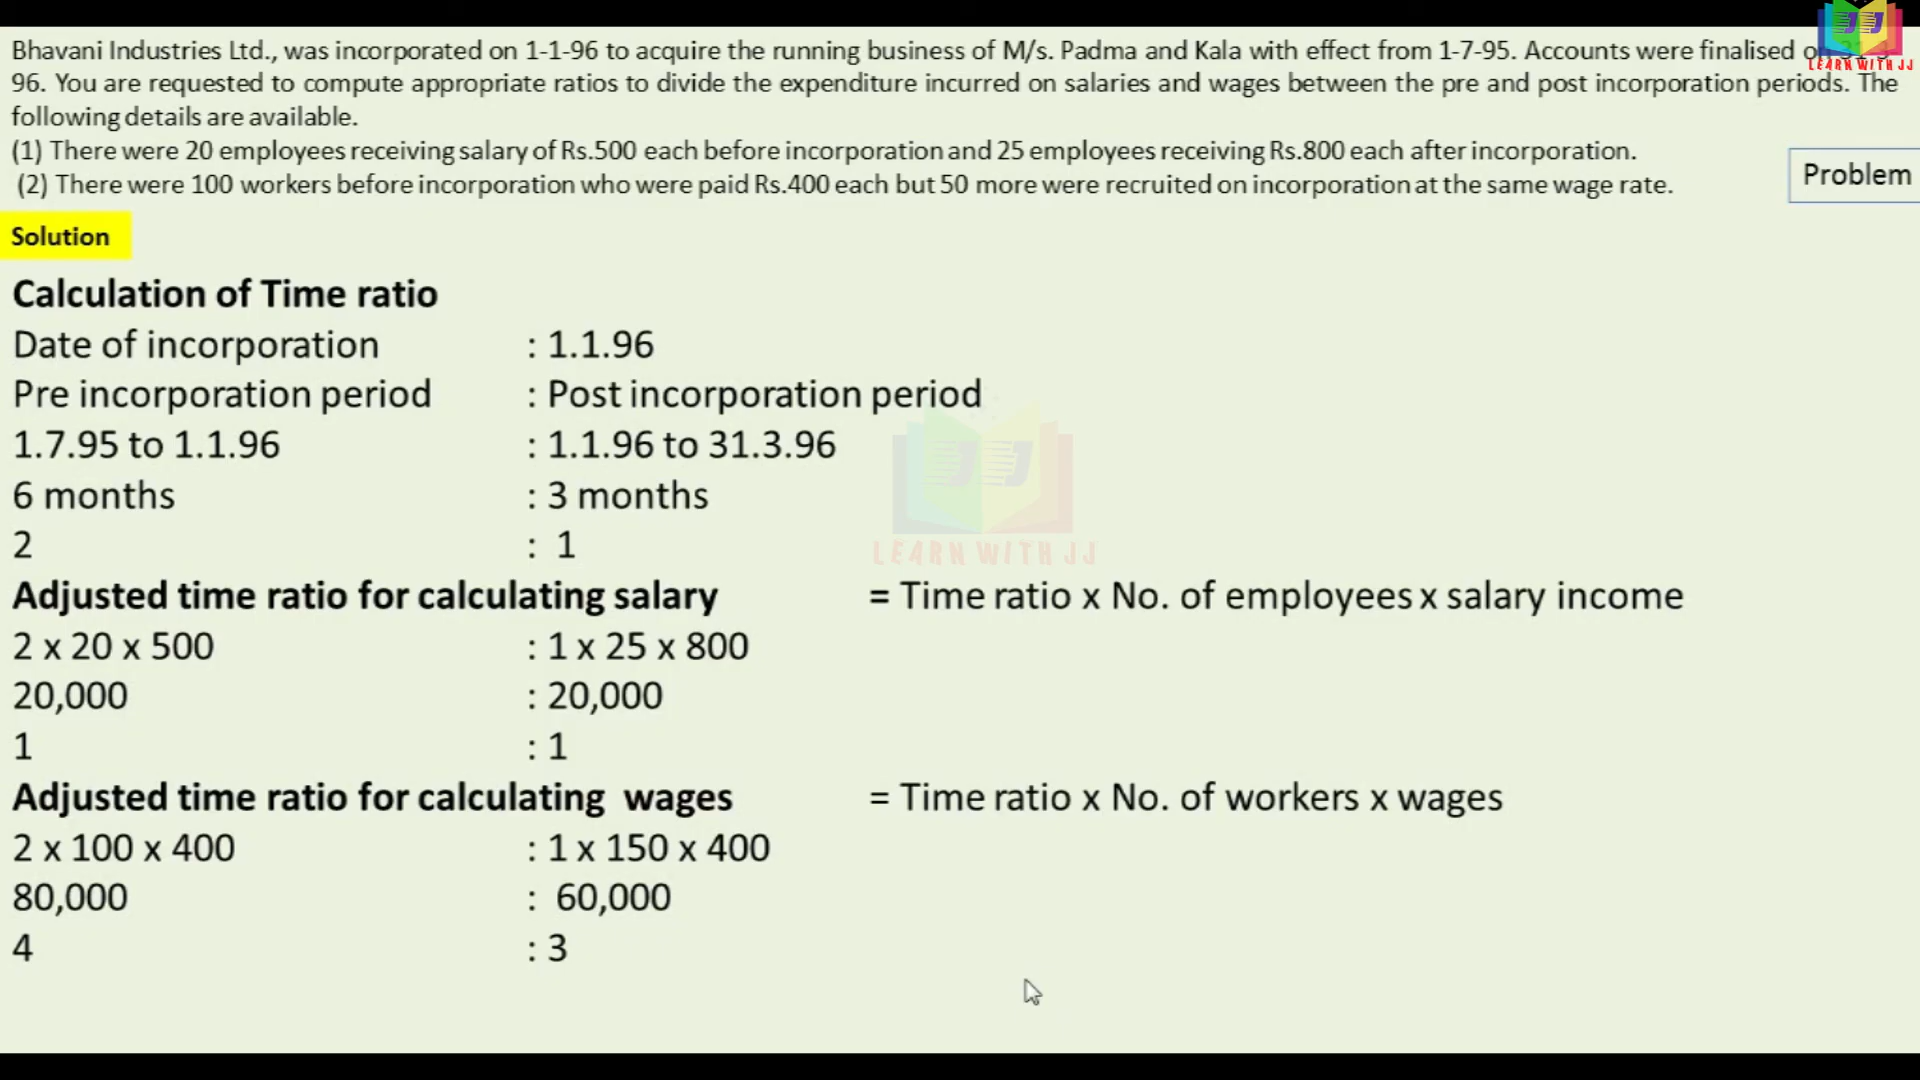 Bhavani Industries Ltd., was incorporated on 1-1-96 to acquire the running business of M/s. Padma and Kala with effect from 1-7-95. Accounts were finalised on
96. You are requested to compute appropriate ratios to divide the expenditure incurred on salaries and wages between the pre and post incorporation periods. The
following details are available.
(1) There were 20 employees receiving salary of Rs.500 each before incorporation and 25 employees receiving Rs.800 each after incorporation.
(2) There were 100 workers before incorporation who were paid Rs.400 each but 50 more were recruited on incorporation at the same wage rate.
LEARN WITH JJ
Problem
Solution
Calculation of Time ratio
Date of incorporation : 1.1.96
Pre incorporation period : Post incorporation period
1.7.95 to 1.1.96 : 1.1.96 to 31.3.96
6 months : 3 months
2 : 1
JJ
LEARN WITH JJ
Adjusted time ratio for calculating salary = Time ratio x No. of employees x salary income
2 x 20 x 500 : 1 x 25 x 800
20,000 : 20,000
1 : 1
Adjusted time ratio for calculating wages = Time ratio x No. of workers x wages
2 x 100 x 400 : 1 x 150 x 400
80,000 : 60,000
4 : 3